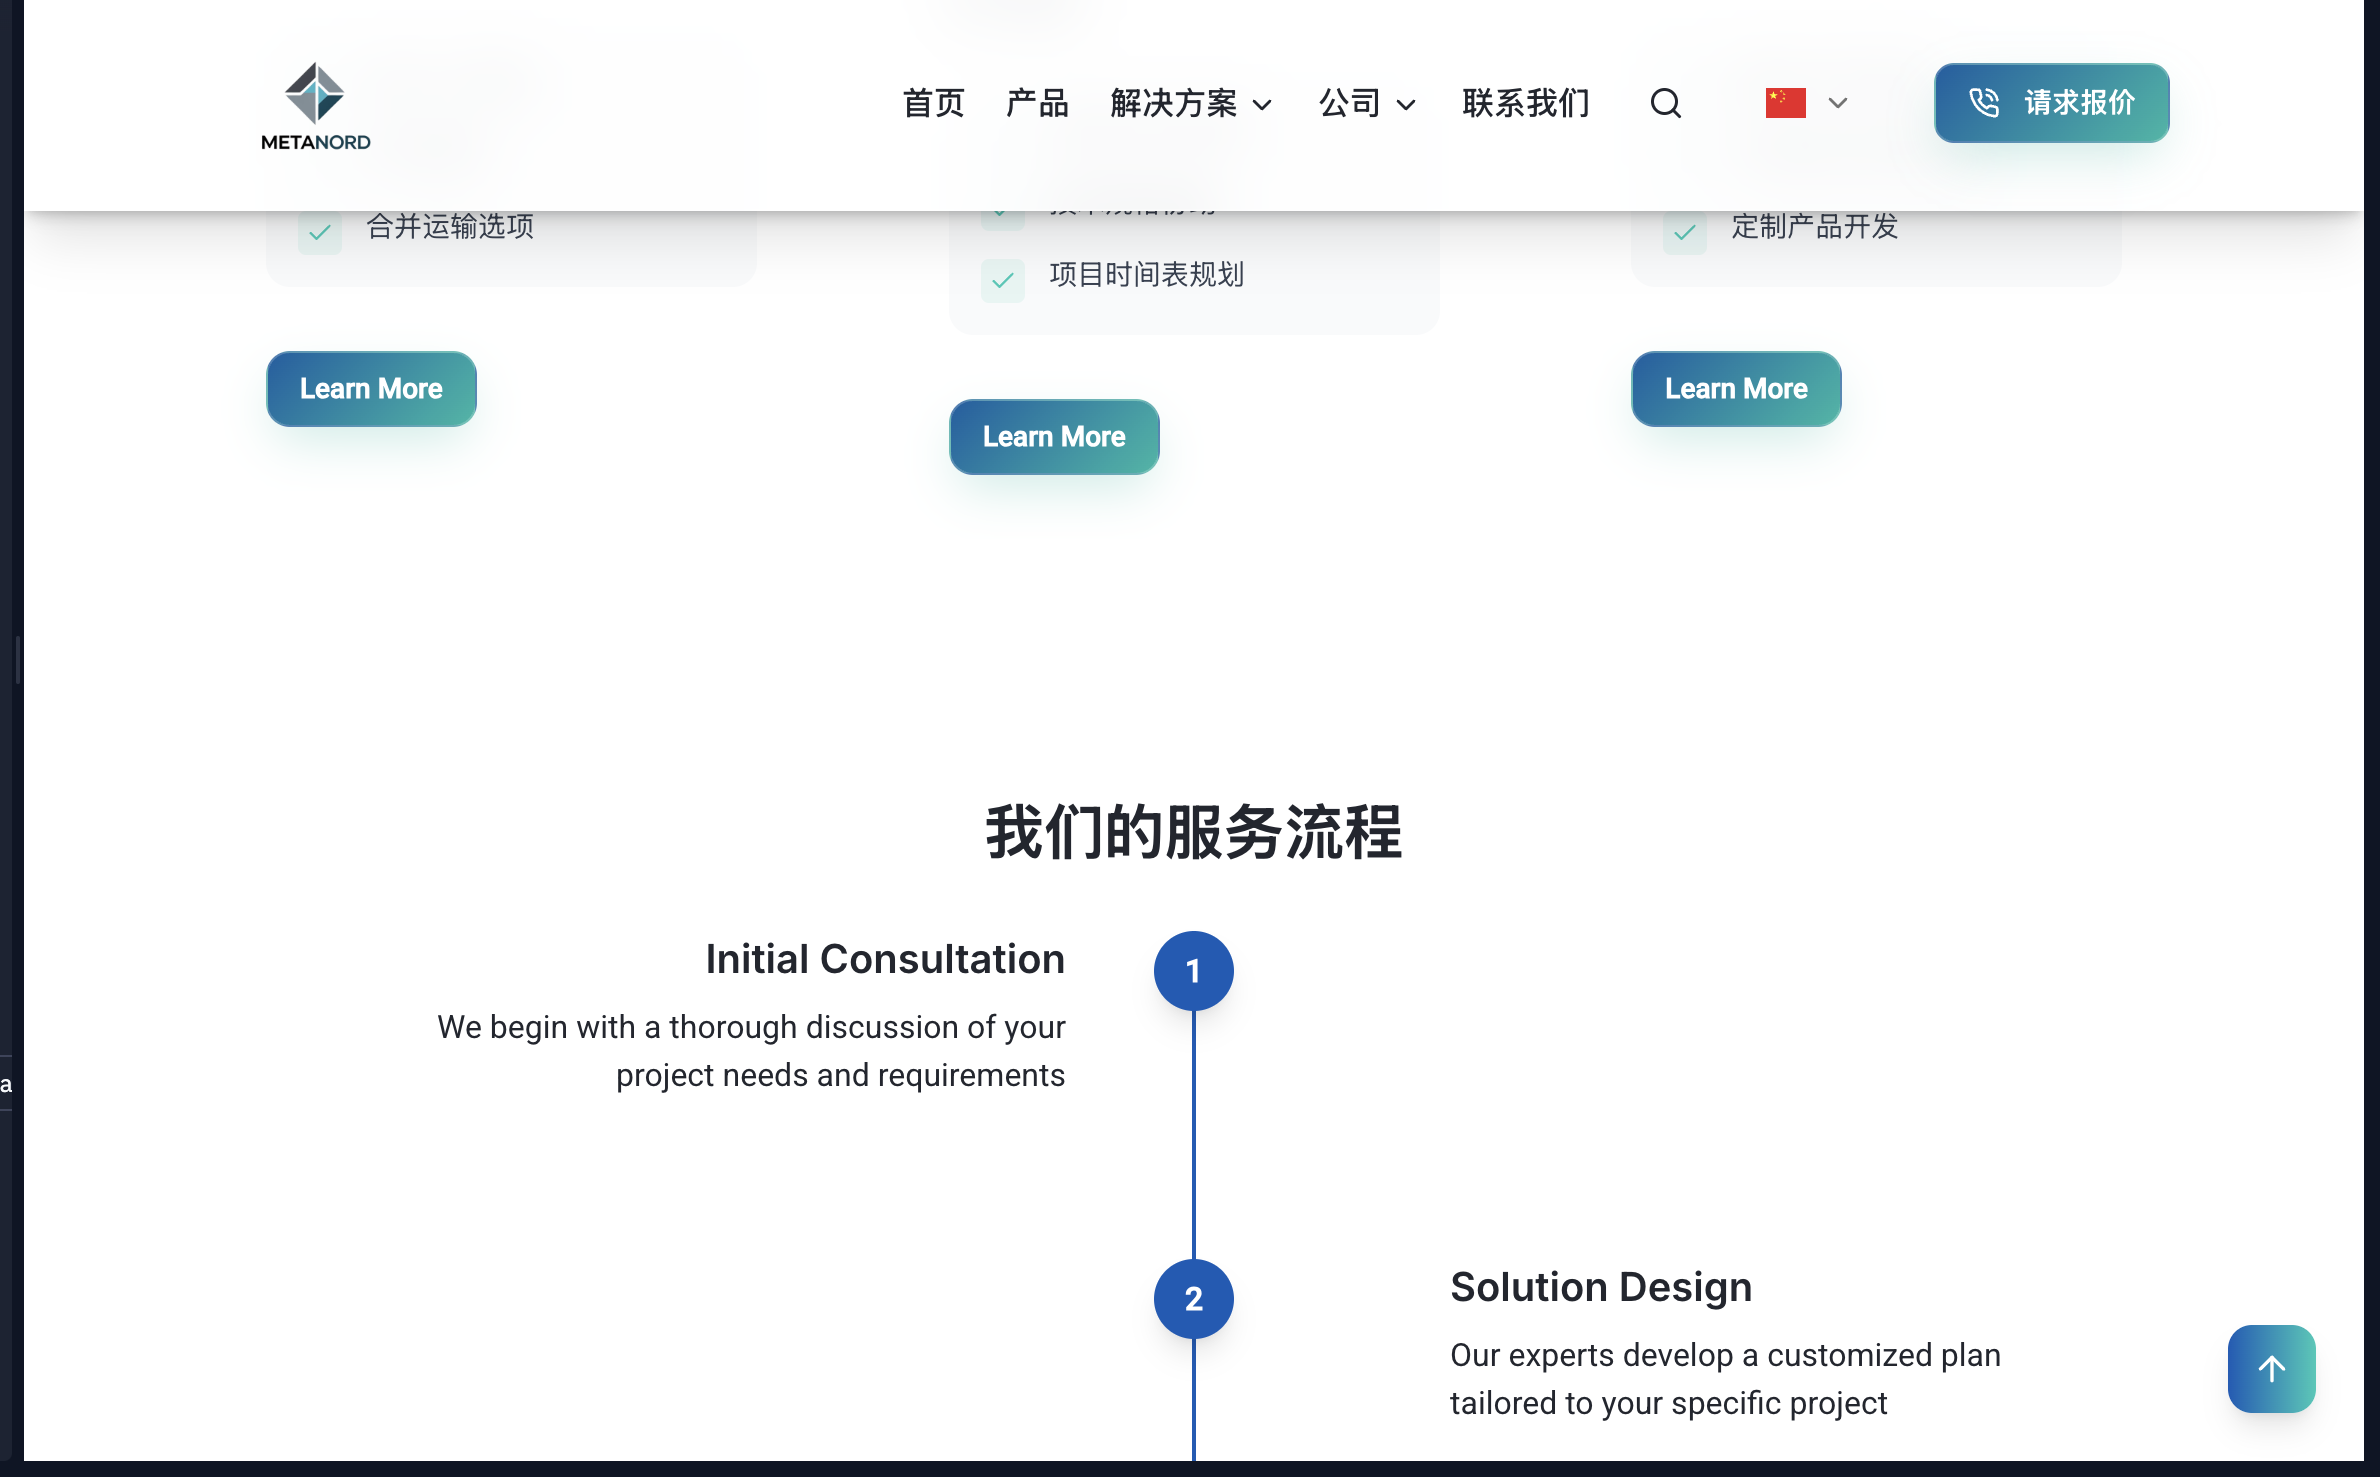 METANORD
首页
产品
解决方案
公司
联系我们
请求报价
合并运输选项
项目时间表规划
定制产品开发
Learn More
Learn More
Learn More
我们的服务流程
Initial Consultation
1
We begin with a thorough discussion of your
project needs and requirements
2
Solution Design
Our experts develop a customized plan
tailored to your specific project
a